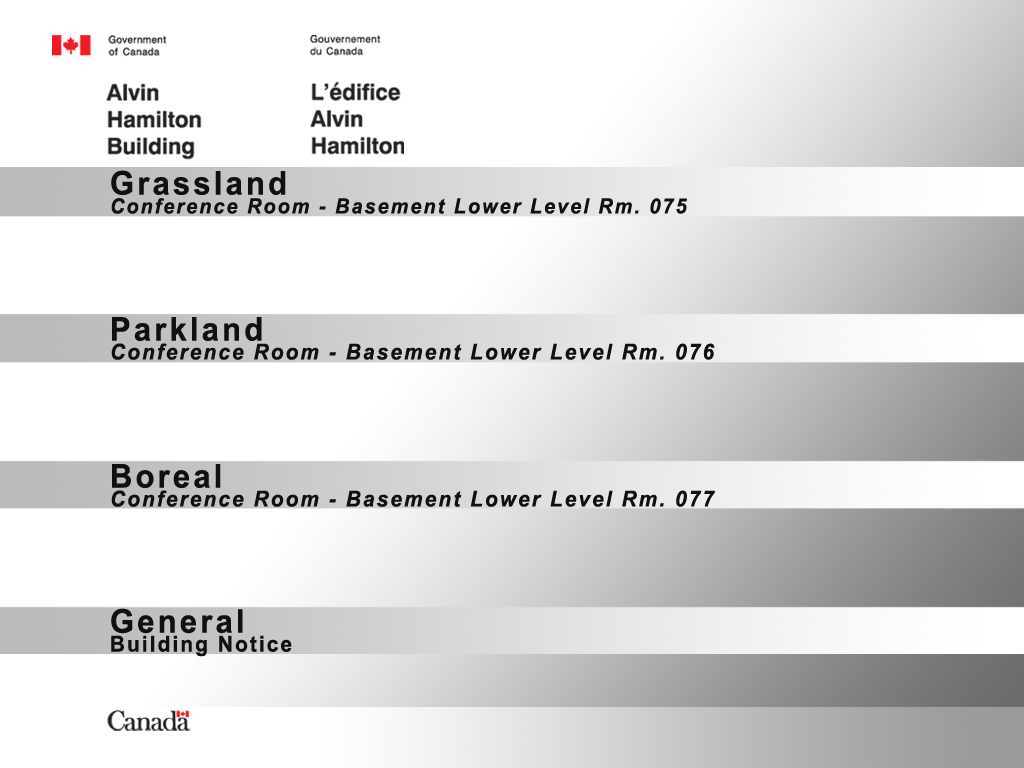 Government
of Canada
Gouvernement
du Canada
Alvin
Hamilton
Building
L'édifice
Alvin
Hamilton
Grassland
Conference Room - Basement Lower Level Rm. 075
Parkland
Conference Room - Basement Lower Level Rm. 076
Boreal
Conference Room - Basement Lower Level Rm. 077
General
Building Notice
Canada